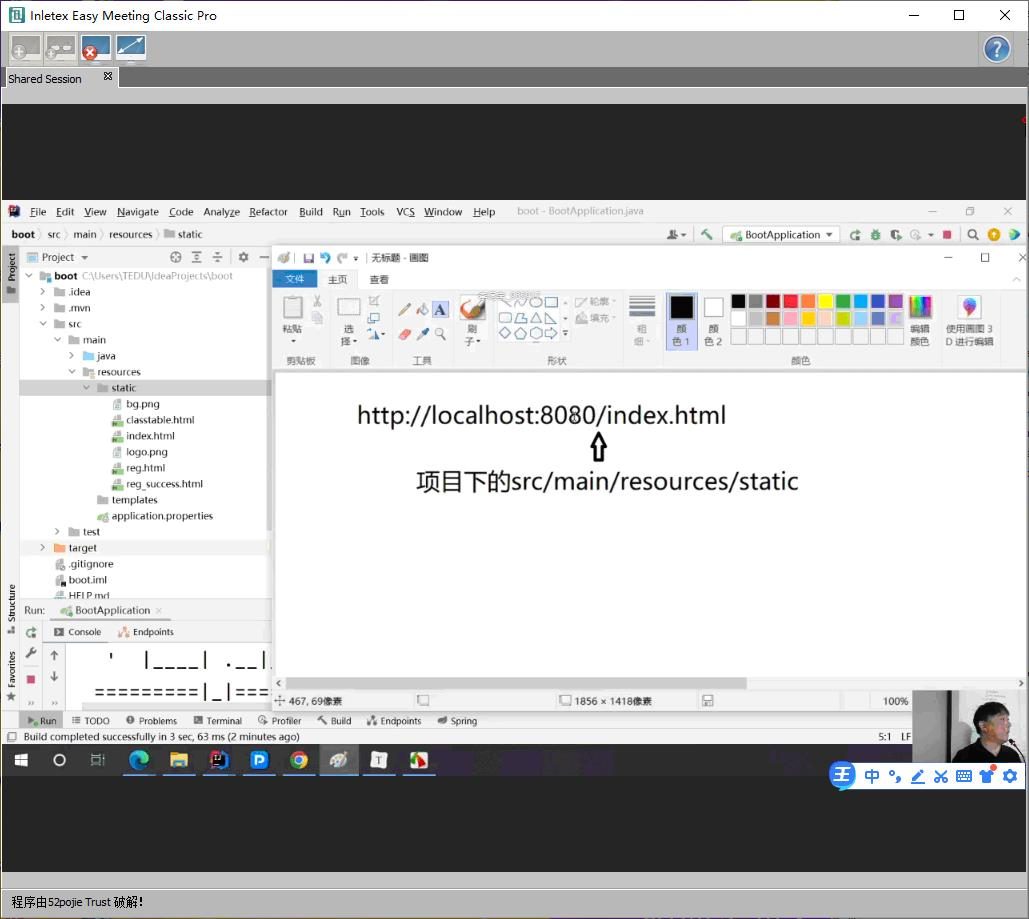 Inletex Easy Meeting Classic Pro
Shared Session
File Edit View Navigate Code Analyze Refactor Build Run Tools VCS Window Help boot - BootApplication.java
boot src main resources static
BootApplication
Project
Project
boot C:\Users\TEDU\IdeaProjects\boot
.idea
.mvn
src
main
java
resources
static
bg.png
classtable.html
index.html
logo.png
reg.html
reg_success.html
templates
application.properties
test
target
.gitignore
boot.iml
HELP.md
Structure
Favorites
无标题 - 画图
文件 主页 查看
粘贴
剪贴板
选择
图像
工具
刷子
轮廓
填充
形状
粗细
颜色 1
颜色 2
编辑颜色
颜色
使用画图 3D 进行编辑
http://localhost:8080/index.html
项目下的src/main/resources/static
467, 69像素
1856 × 1418像素
100%
Run: BootApplication
Console Endpoints
' |____| .__|
=========|_|===
Run TODO Problems Terminal Profiler Build Endpoints Spring
Build completed successfully in 3 sec, 63 ms (2 minutes ago)
5:1 LF
王 中
程序由52pojie Trust 破解!